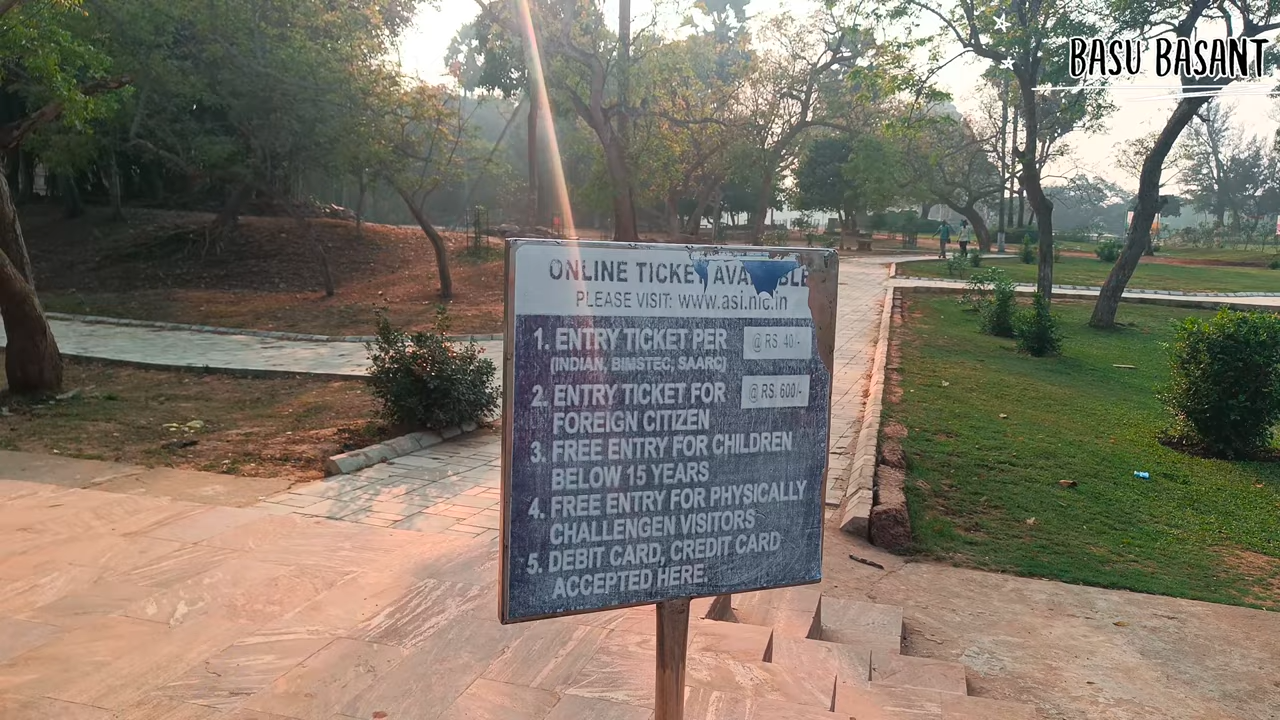 BASU BASANT
ONLINE TICKET
PLEASE VISIT: www.asi.nic.in
1. ENTRY TICKET PER @ RS. 40/-
(INDIAN, BIMSTEC, SAARC)
2. ENTRY TICKET FOR @ RS. 600/-
FOREIGN CITIZEN
3. FREE ENTRY FOR CHILDREN
BELOW 15 YEARS
4. FREE ENTRY FOR PHYSICALLY
CHALLENGEN VISITORS
5. DEBIT CARD, CREDIT CARD
ACCEPTED HERE.